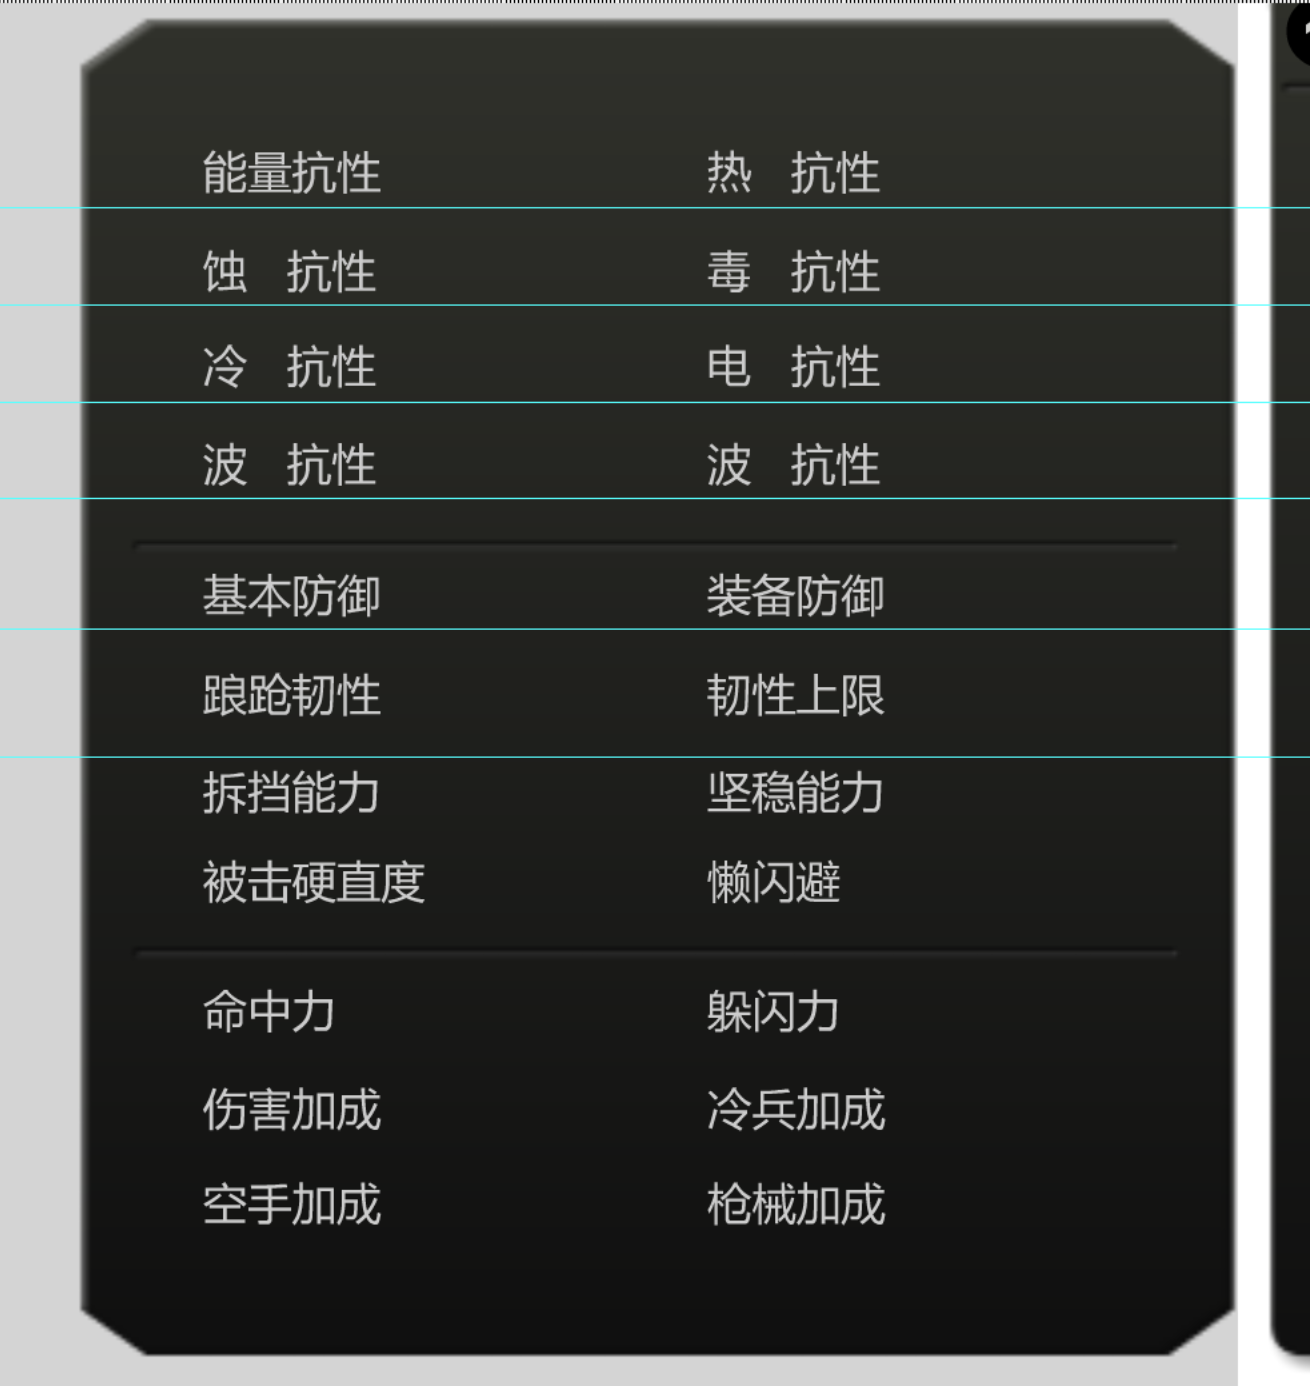 能量抗性 热 抗性
蚀 抗性 毒 抗性
冷 抗性 电 抗性
波 抗性 波 抗性
基本防御 装备防御
踉跄韧性 韧性上限
拆挡能力 坚稳能力
被击硬直度 懒闪避
命中力 躲闪力
伤害加成 冷兵加成
空手加成 枪械加成